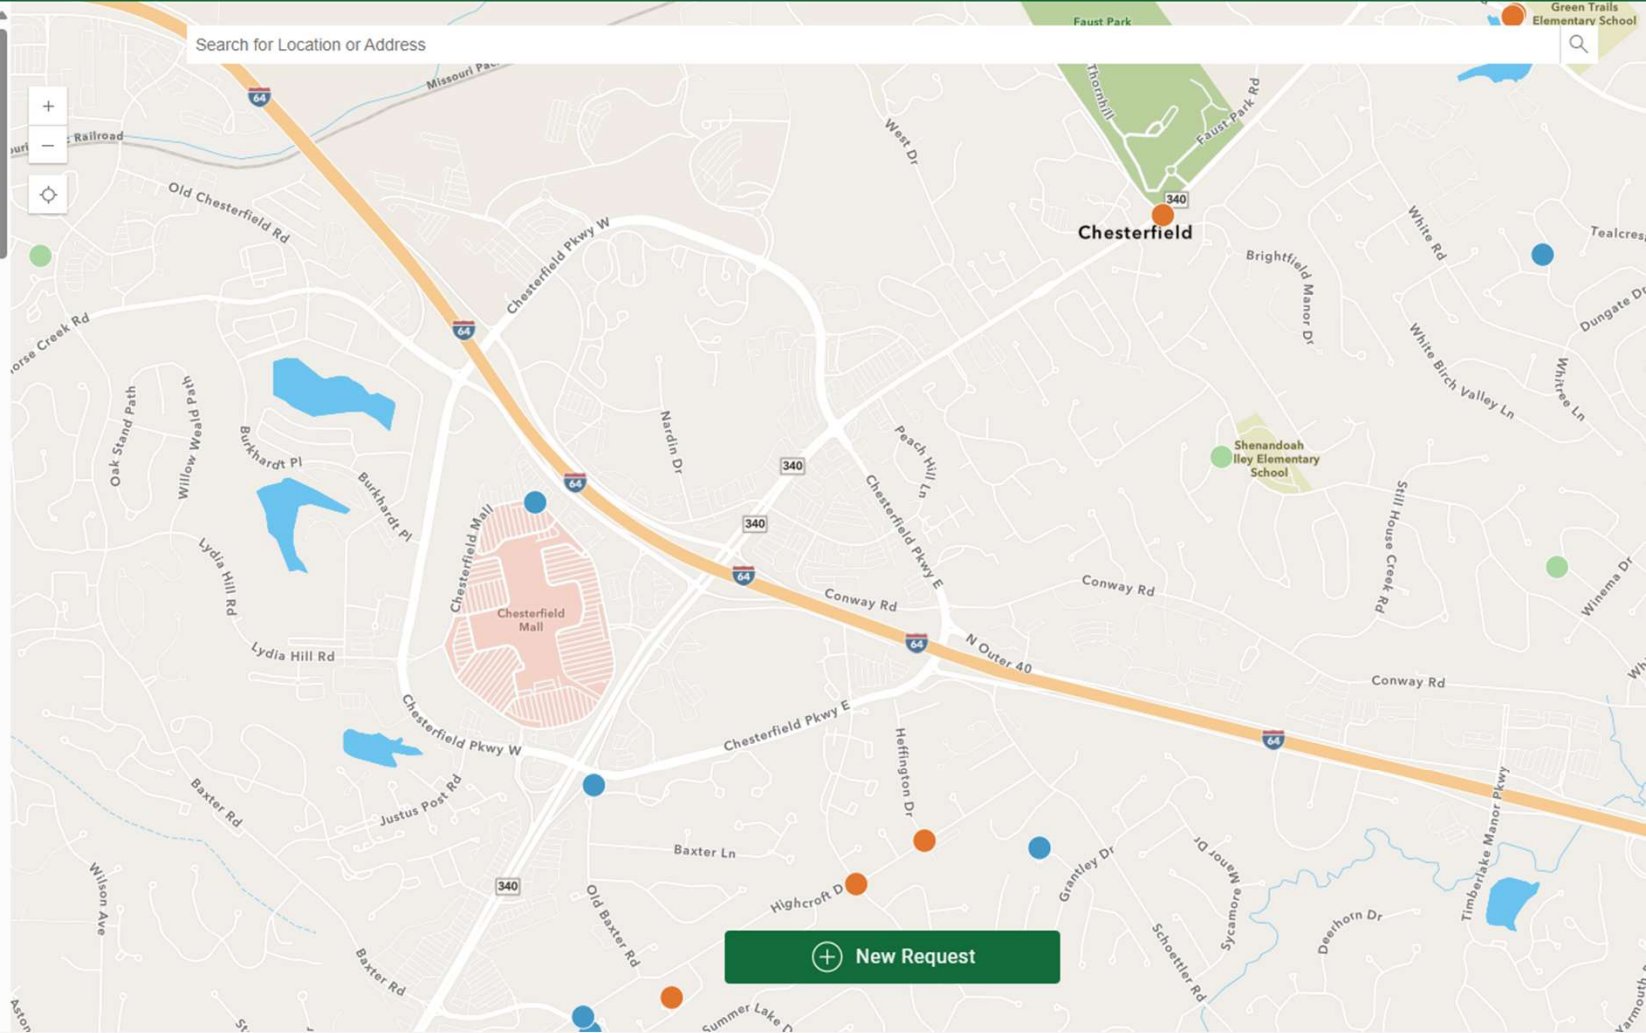 Faust Park
Green Trails
Elementary School
Search for Location or Address
Missouri Pac
64
+
−
Railroad
Thornhill
Faust Park Rd
West Dr
Old Chesterfield Rd
340
Chesterfield
White Rd
Tealcres
Chesterfield Pkwy W
Brightfield Manor Dr
Dungate Dr
orse Creek Rd
64
White Birch Valley Ln
Whitree Ln
Oak Stand Path
Willow Weald Path
Burkhardt Pl
Nardin Dr
Peach Hill Ln
Shenandoah
lley Elementary
School
340
64
Burkhardt Pl
Chesterfield Mall
Chesterfield Pkwy E
Still House Creek Rd
340
Lydia Hill Rd
64
Conway Rd
Conway Rd
Winema Dr
Chesterfield
Mall
64
N Outer 40
Lydia Hill Rd
Conway Rd
Chesterfield Pkwy W
Chesterfield Pkwy E
Heffington Dr
64
Justus Post Rd
Baxter Rd
Timberlake Manor Pkwy
Baxter Ln
Grantley Dr
Sycamore Manor Dr
Wilson Ave
340
Highcroft D
Old Baxter Rd
Deerhorn Dr
Schoettler Rd
New Request
Baxter Rd
Summer Lake D
Aston
Yarmouth